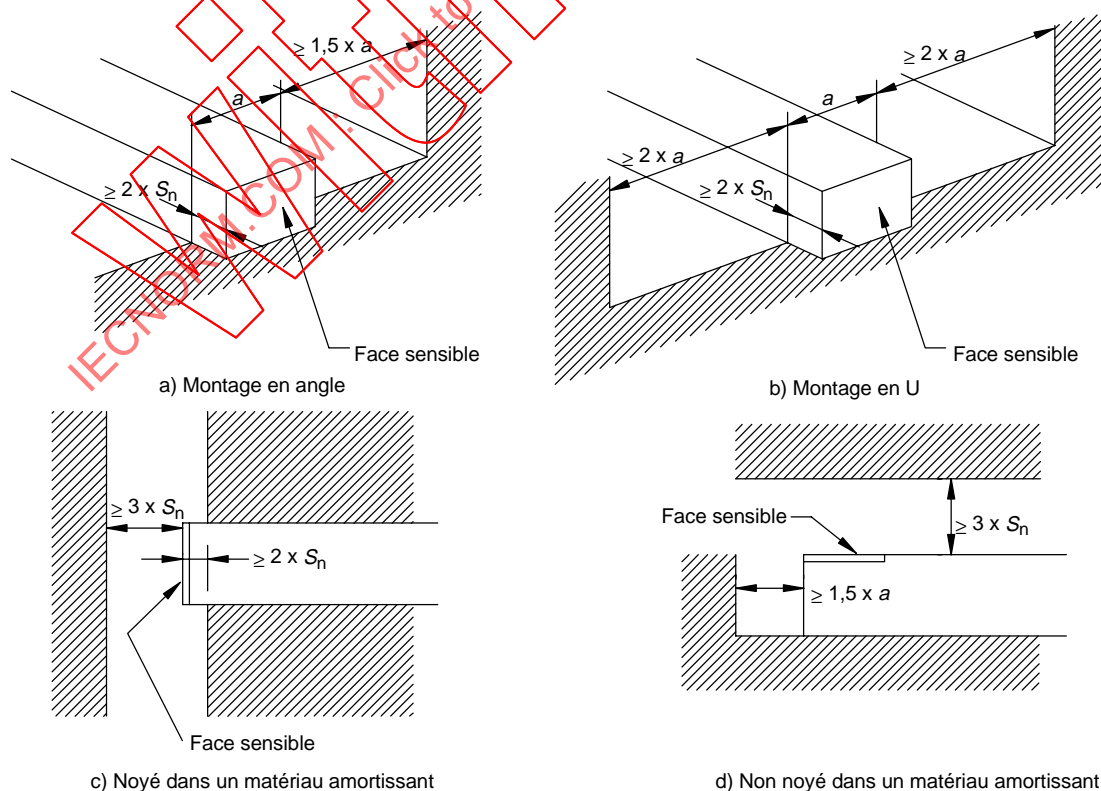 ≥ 1,5 x a
a
≥ 2 x Sn
Face sensible
a) Montage en angle
≥ 2 x a
a
≥ 2 x a
≥ 2 x Sn
Face sensible
b) Montage en U
≥ 3 x Sn
≥ 2 x Sn
Face sensible
c) Noyé dans un matèriau amortissant
Face sensible
≥ 3 x Sn
≥ 1,5 x a
d) Non noyé dans un matèriau amortissant
IECNORM.COM : Click to